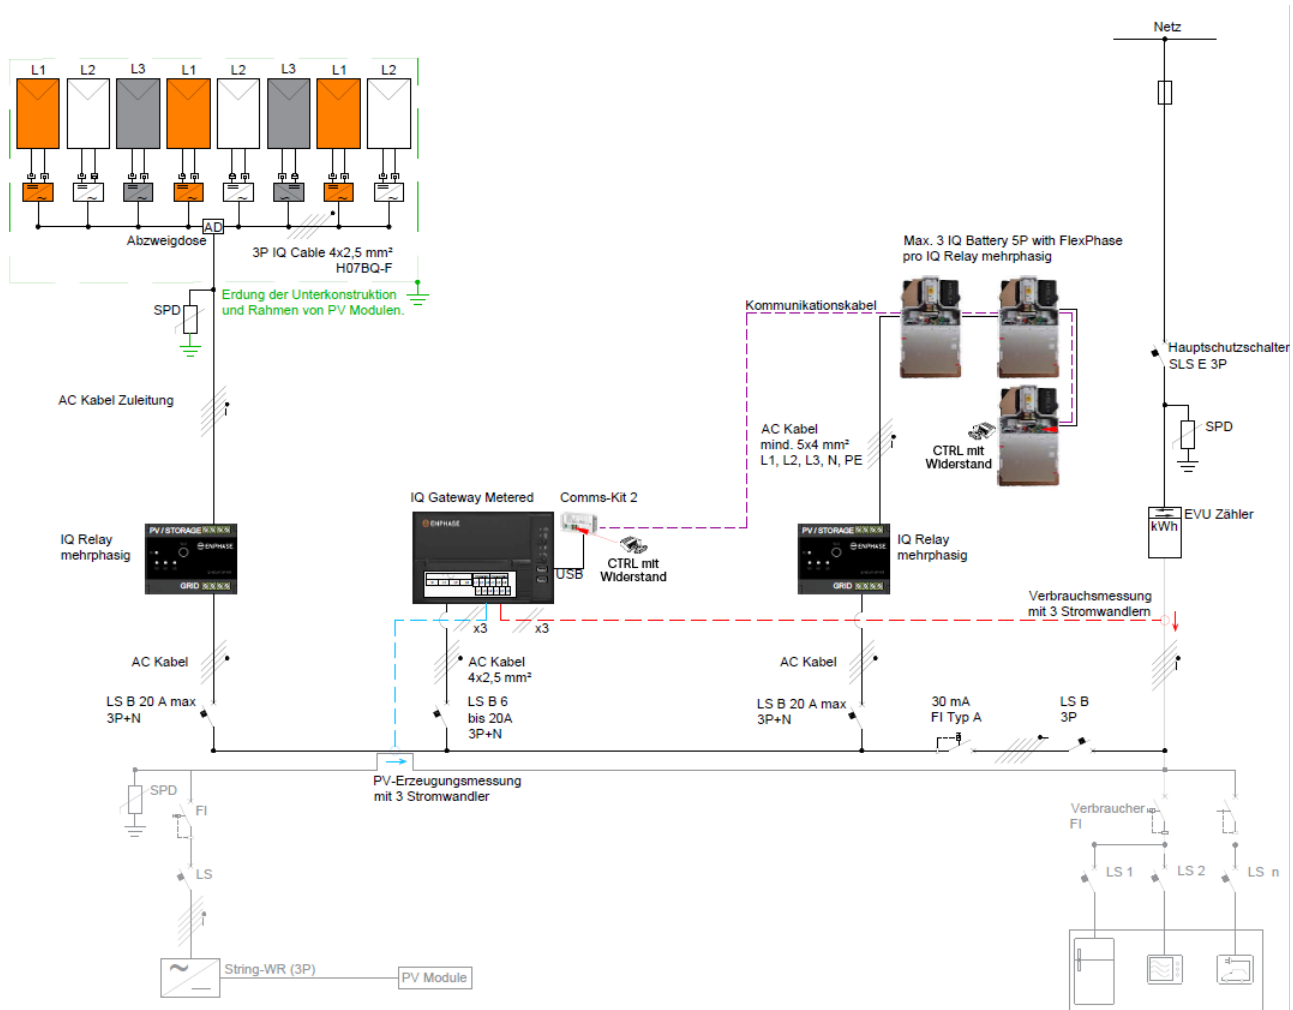 Netz
L1
L2
L3
L1
L2
L3
L1
L2
AD
Abzweigdose
3P IQ Cable 4x2,5 mm²
H07BQ-F
Erdung der Unterkonstruktion
und Rahmen von PV Modulen.
SPD
AC Kabel Zuleitung
Max. 3 IQ Battery 5P with FlexPhase
pro IQ Relay mehrphasig
Kommunikationskabel
Hauptschutzschalter
SLS E 3P
SPD
AC Kabel
mind. 5x4 mm²
L1, L2, L3, N, PE
CTRL mit
Widerstand
IQ Gateway Metered
Comms-Kit 2
ENPHASE
USB
CTRL mit
Widerstand
EVU Zähler
kWh
IQ Relay
mehrphasig
PV / STORAGE
ENPHASE
GRID
PV / STORAGE
ENPHASE
GRID
IQ Relay
mehrphasig
Verbrauchsmessung
mit 3 Stromwandlern
x3
x3
AC Kabel
AC Kabel
4x2,5 mm²
AC Kabel
LS B 20 A max
3P+N
LS B 6
bis 20A
3P+N
LS B 20 A max
3P+N
30 mA
FI Typ A
LS B
3P
PV-Erzeugungsmessung
mit 3 Stromwandler
SPD
FI
LS
String-WR (3P)
PV Module
Verbraucher
FI
LS 1
LS 2
LS n